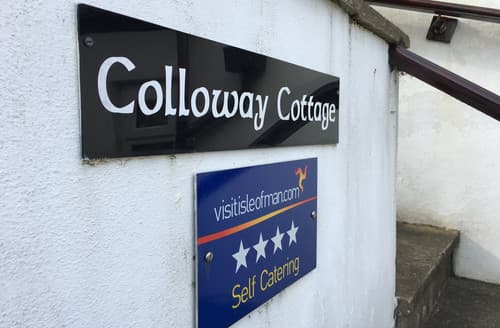 Colloway Cottage
visitisleofman.com
Self Catering